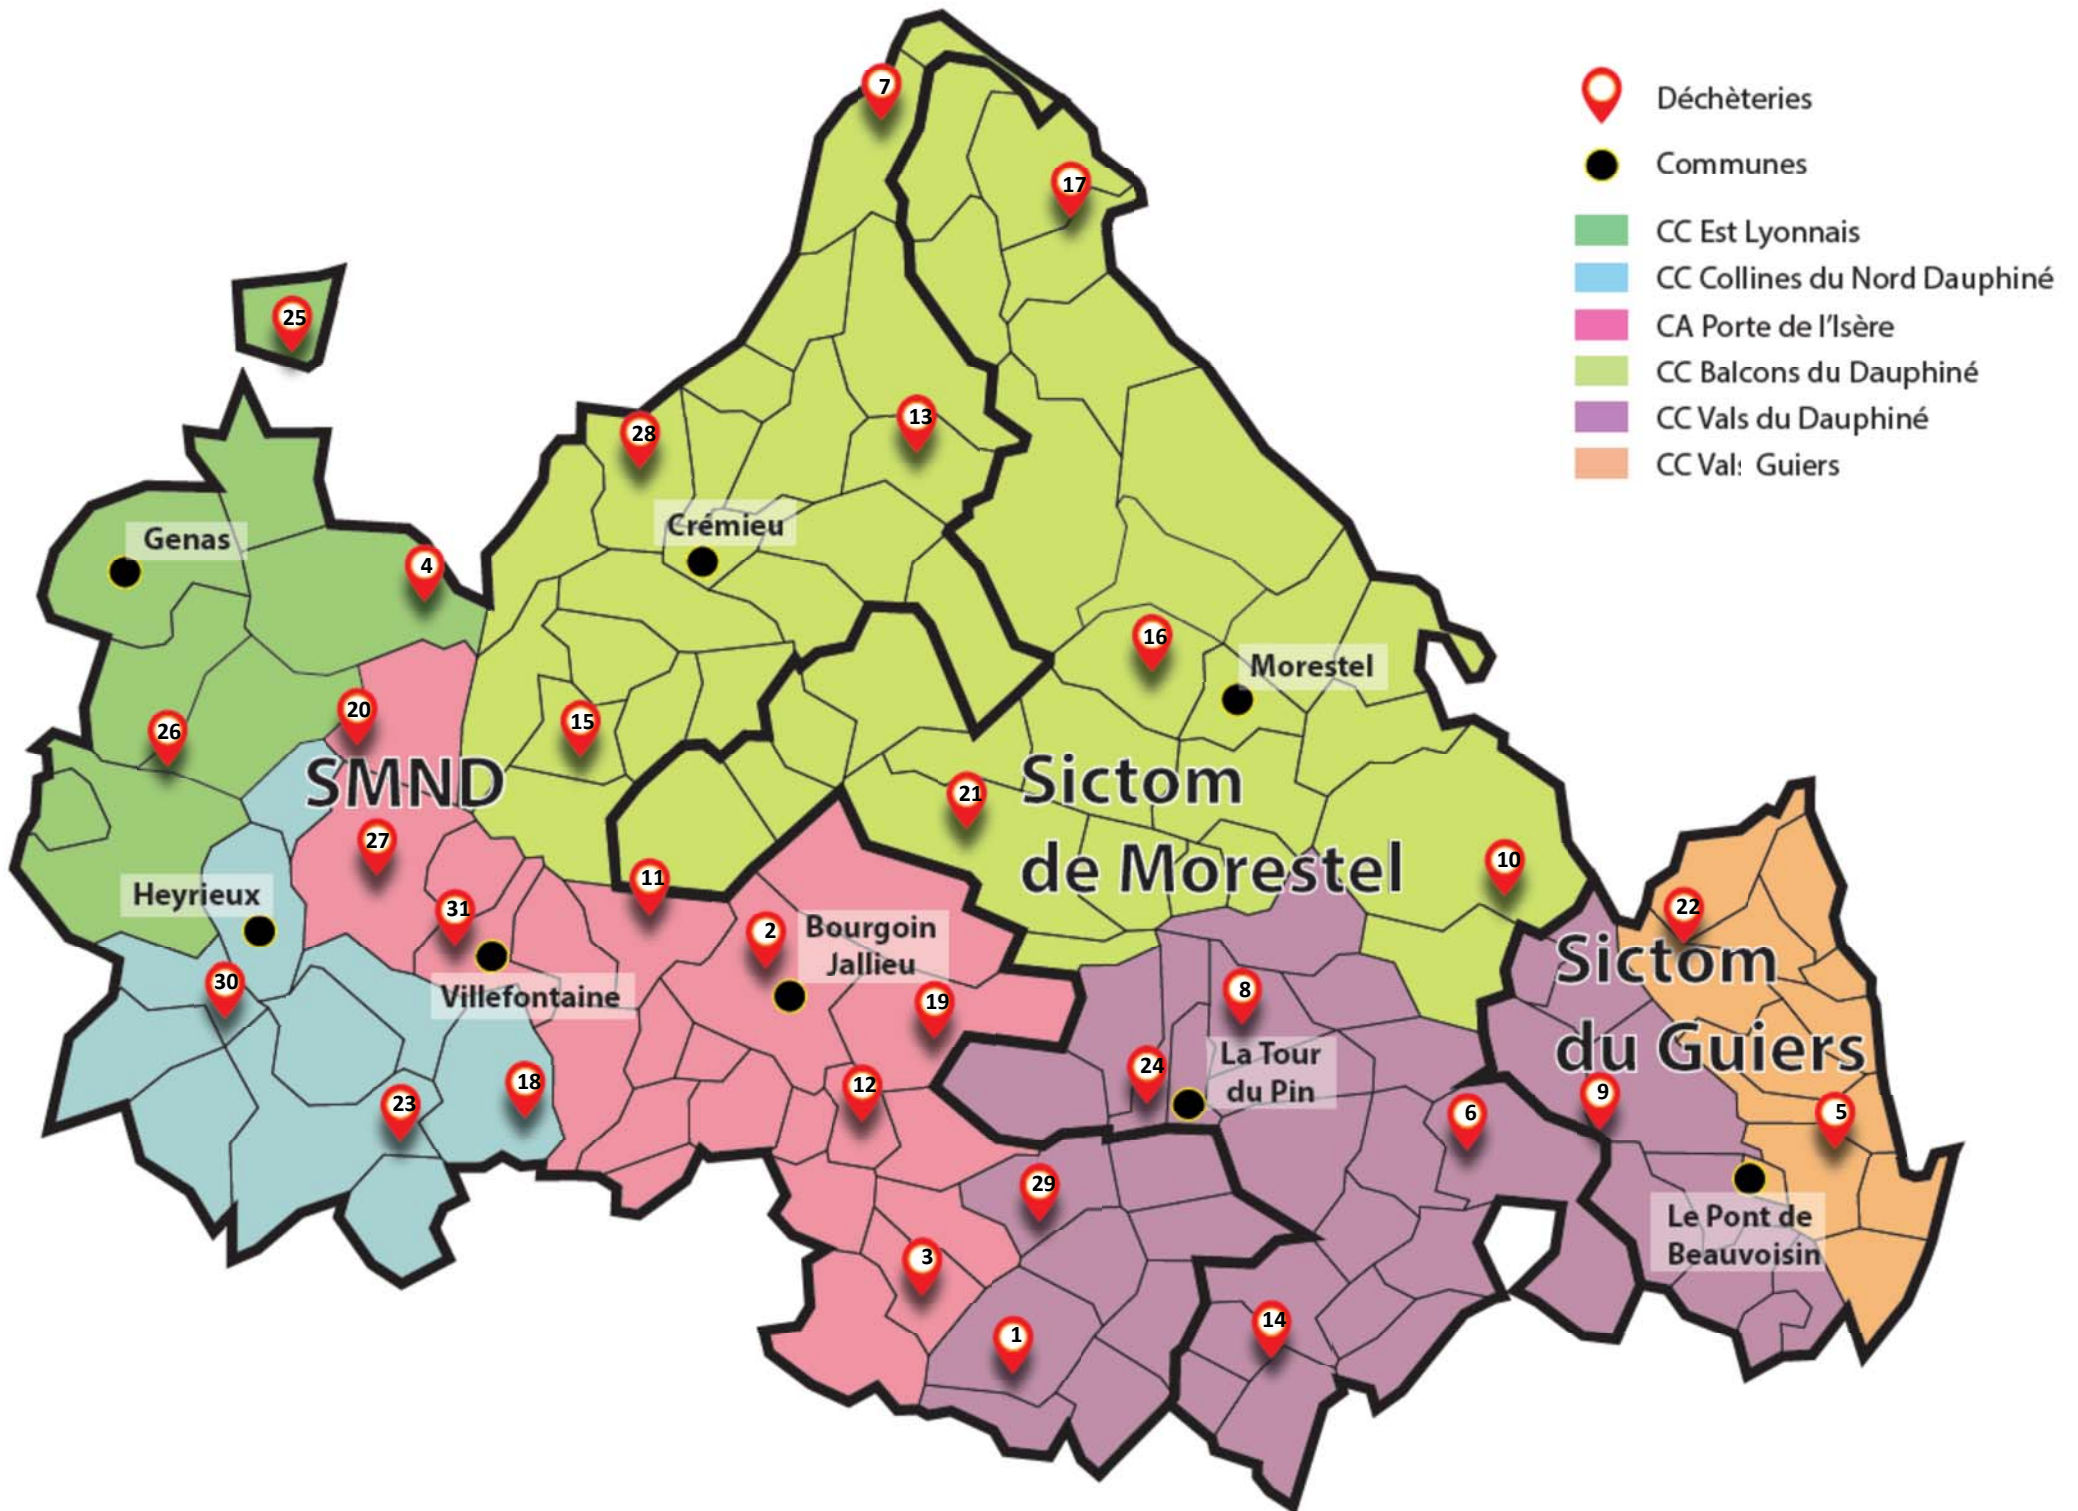 7
Déchèteries
Communes
17
CC Est Lyonnais
CC Collines du Nord Dauphiné
25
CA Porte de l'Isère
CC Balcons du Dauphiné
13
CC Vals du Dauphiné
28
CC Val: Guiers
Crémieu
Genas
4
16
Morestel
20
15
26
SMND
Sictom
de Morestel
21
27
10
11
Heyrieux
31
22
2
Bourgoin
Jallieu
Sictom
du Guiers
30
Villefontaine
8
19
La Tour
du Pin
24
18
12
9
23
6
5
29
Le Pont de
Beauvoisin
3
14
1